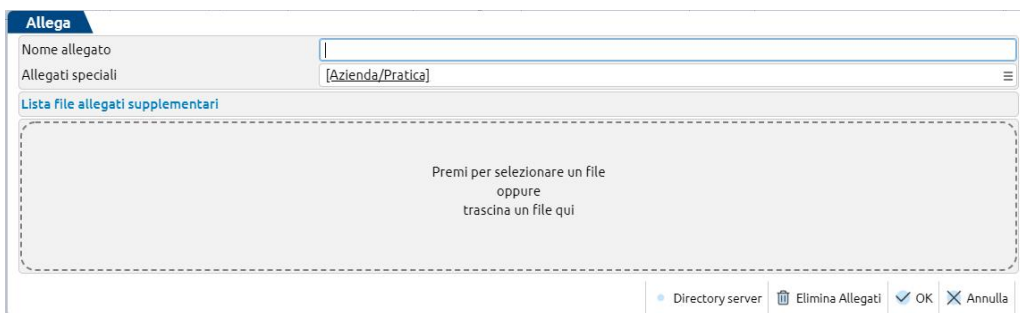 Allega
Nome allegato
Allegati speciali [Azienda/Pratica]
Lista file allegati supplementari
Premi per selezionare un file
oppure
trascina un file qui
Directory server Elimina Allegati OK Annulla